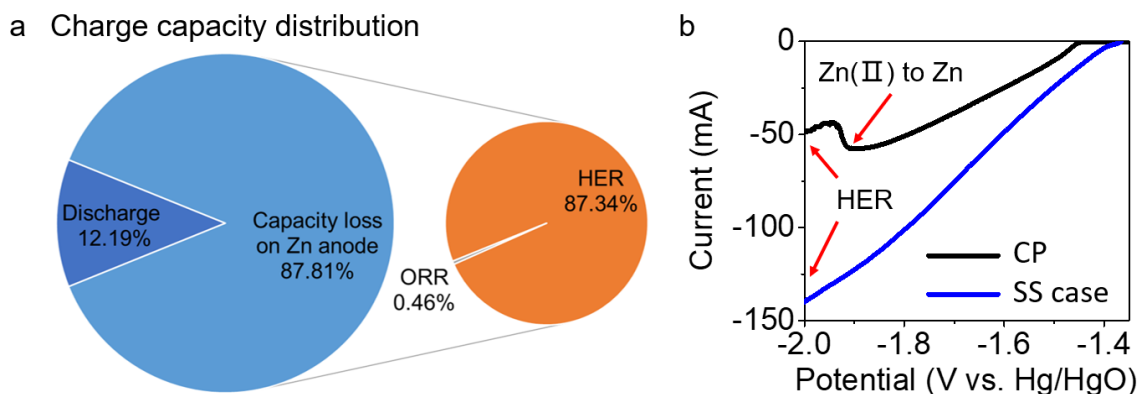 a Charge capacity distribution
Discharge
12.19%
Capacity loss
on Zn anode
87.81%
HER
87.34%
ORR
0.46%
b
Current (mA)
0
-50
-100
-150
Zn(Ⅱ) to Zn
HER
CP
SS case
-2.0
-1.8
-1.6
-1.4
Potential (V vs. Hg/HgO)